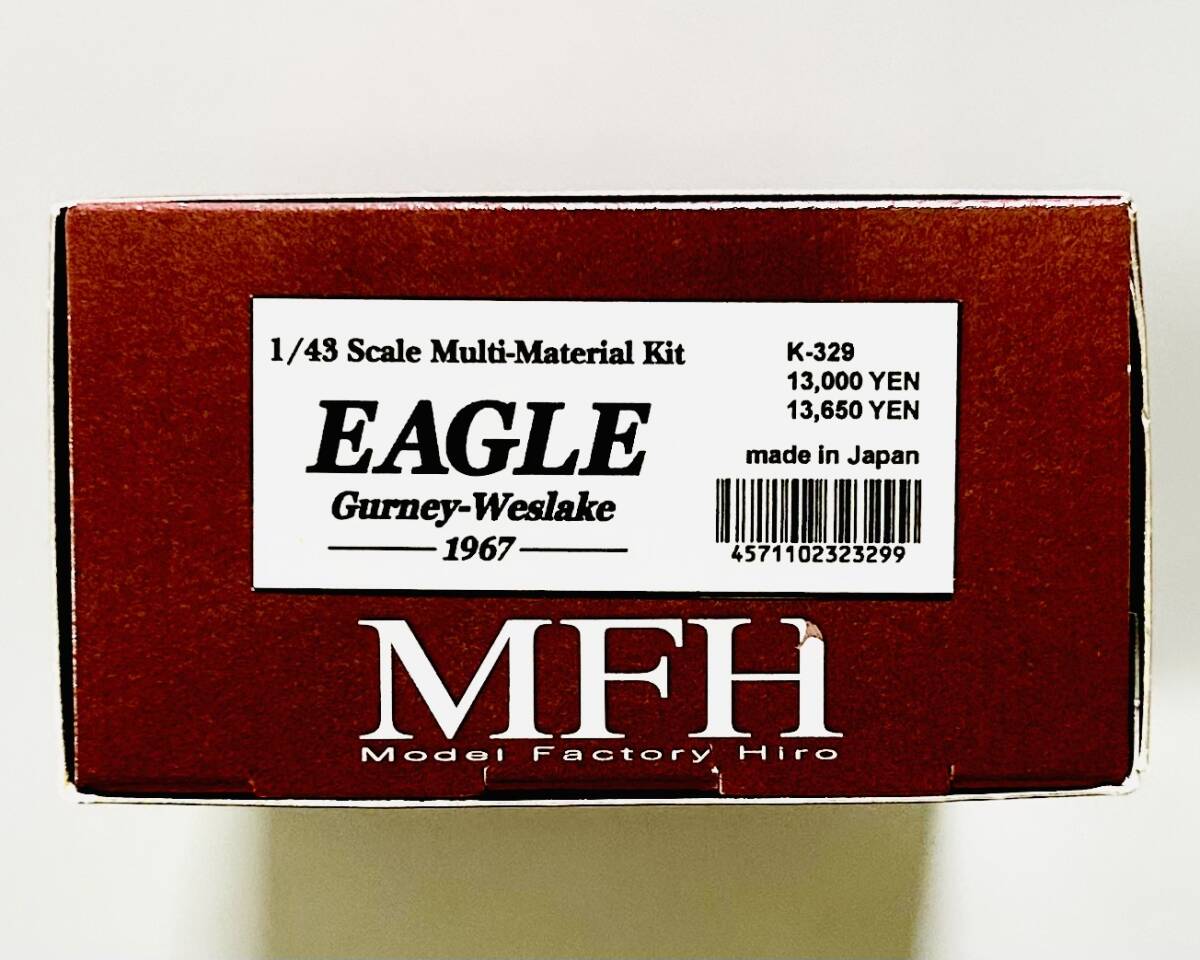 1/43 Scale Multi-Material Kit
EAGLE
Gurney-Weslake
1967
K-329
13,000 YEN
13,650 YEN
made in Japan
4571102323299
MFH
Model Factory Hiro